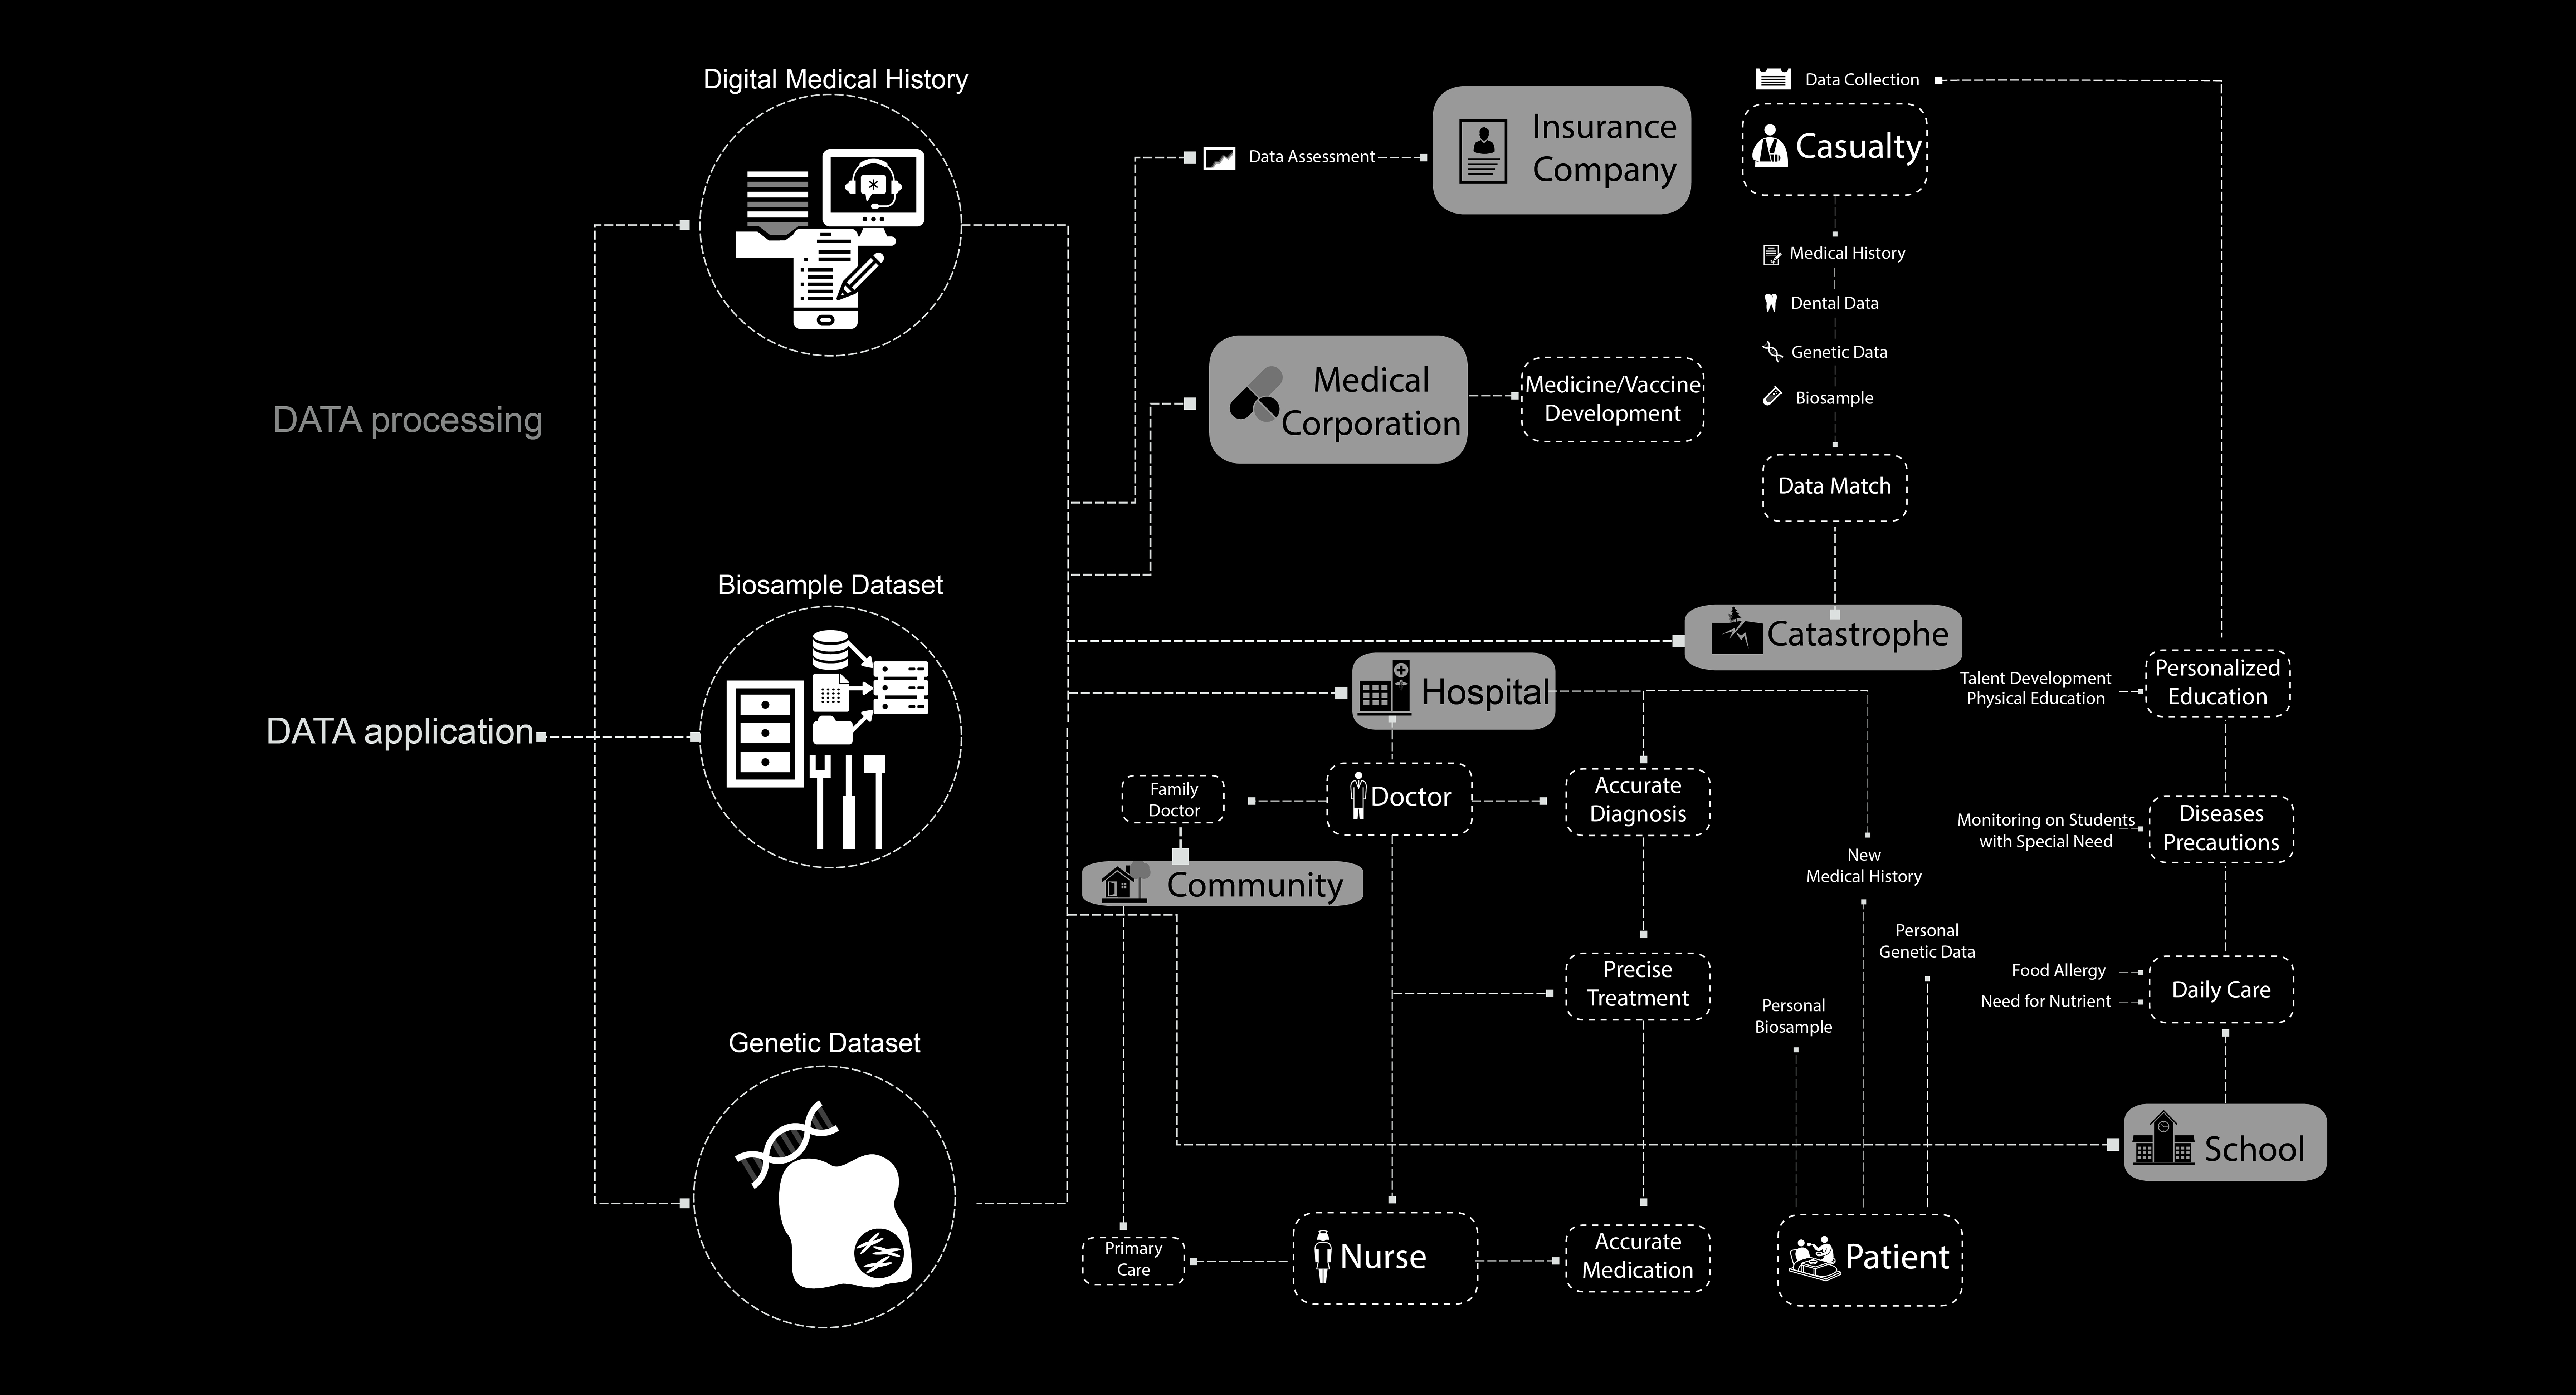 Digital Medical History
DATA processing
Biosample Dataset
DATA application
Genetic Dataset
Data Assessment
Insurance
Company
Medical
Corporation
Medicine/Vaccine
Development
Data Collection
Casualty
Medical History
Dental Data
Genetic Data
Biosample
Data Match
Catastrophe
Hospital
Family
Doctor
Doctor
Accurate
Diagnosis
Community
Precise
Treatment
New
Medical History
Personal
Genetic Data
Personal
Biosample
Primary
Care
Nurse
Accurate
Medication
Patient
Talent Development
Physical Education
Personalized
Education
Monitoring on Students
with Special Need
Diseases
Precautions
Food Allergy
Need for Nutrient
Daily Care
School